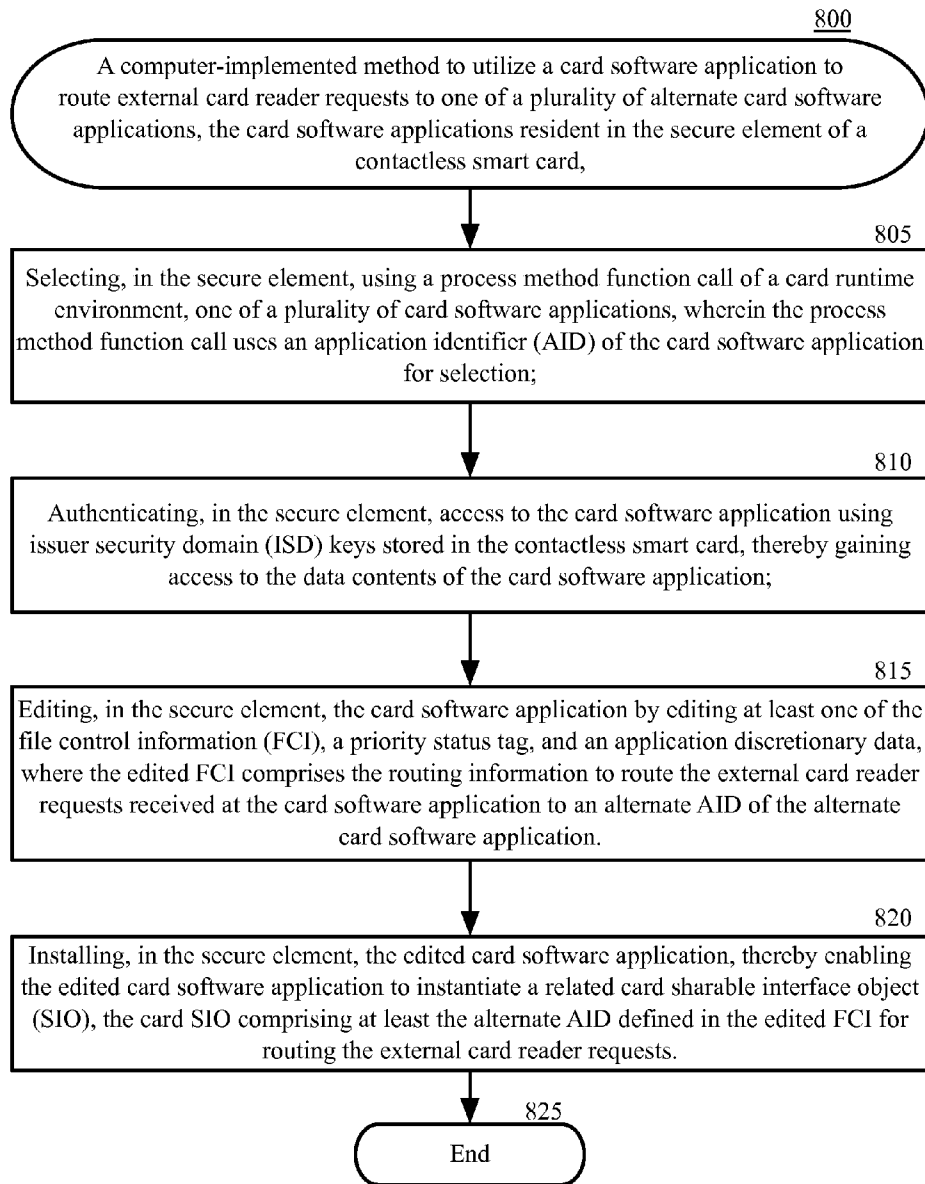 800
A computer-implemented method to utilize a card software application to
route external card reader requests to one of a plurality of alternate card software
applications, the card software applications resident in the secure element of a
contactless smart card,
805
Selecting, in the secure element, using a process method function call of a card runtime
environment, one of a plurality of card software applications, wherein the process
method function call uses an application identifier (AID) of the card software application
for selection;
810
Authenticating, in the secure element, access to the card software application using
issuer security domain (ISD) keys stored in the contactless smart card, thereby gaining
access to the data contents of the card software application;
815
Editing, in the secure element, the card software application by editing at least one of the
file control information (FCI), a priority status tag, and an application discretionary data,
where the edited FCI comprises the routing information to route the external card reader
requests received at the card software application to an alternate AID of the alternate
card software application.
820
Installing, in the secure element, the edited card software application, thereby enabling
the edited card software application to instantiate a related card sharable interface object
(SIO), the card SIO comprising at least the alternate AID defined in the edited FCI for
routing the external card reader requests.
825
End